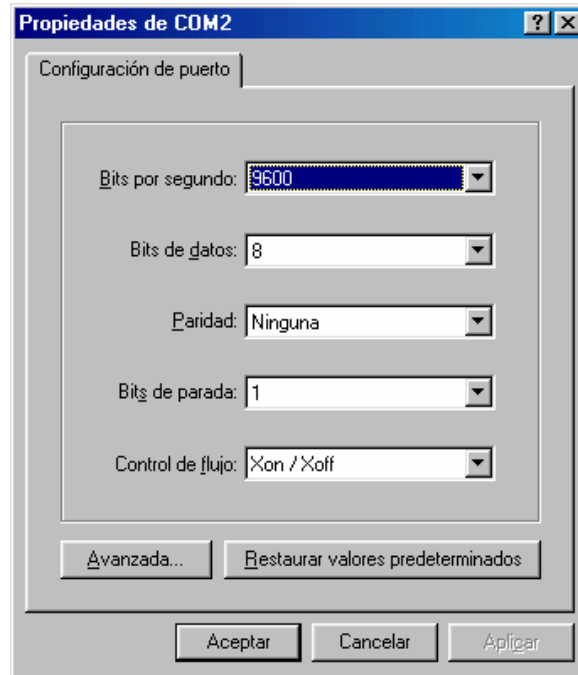 Propiedades de COM2
Configuración de puerto
Bits por segundo: 9600
Bits de datos: 8
Paridad: Ninguna
Bits de parada: 1
Control de flujo: Xon / Xoff
Avanzada... Restaurar valores predeterminados
Aceptar Cancelar Aplicar